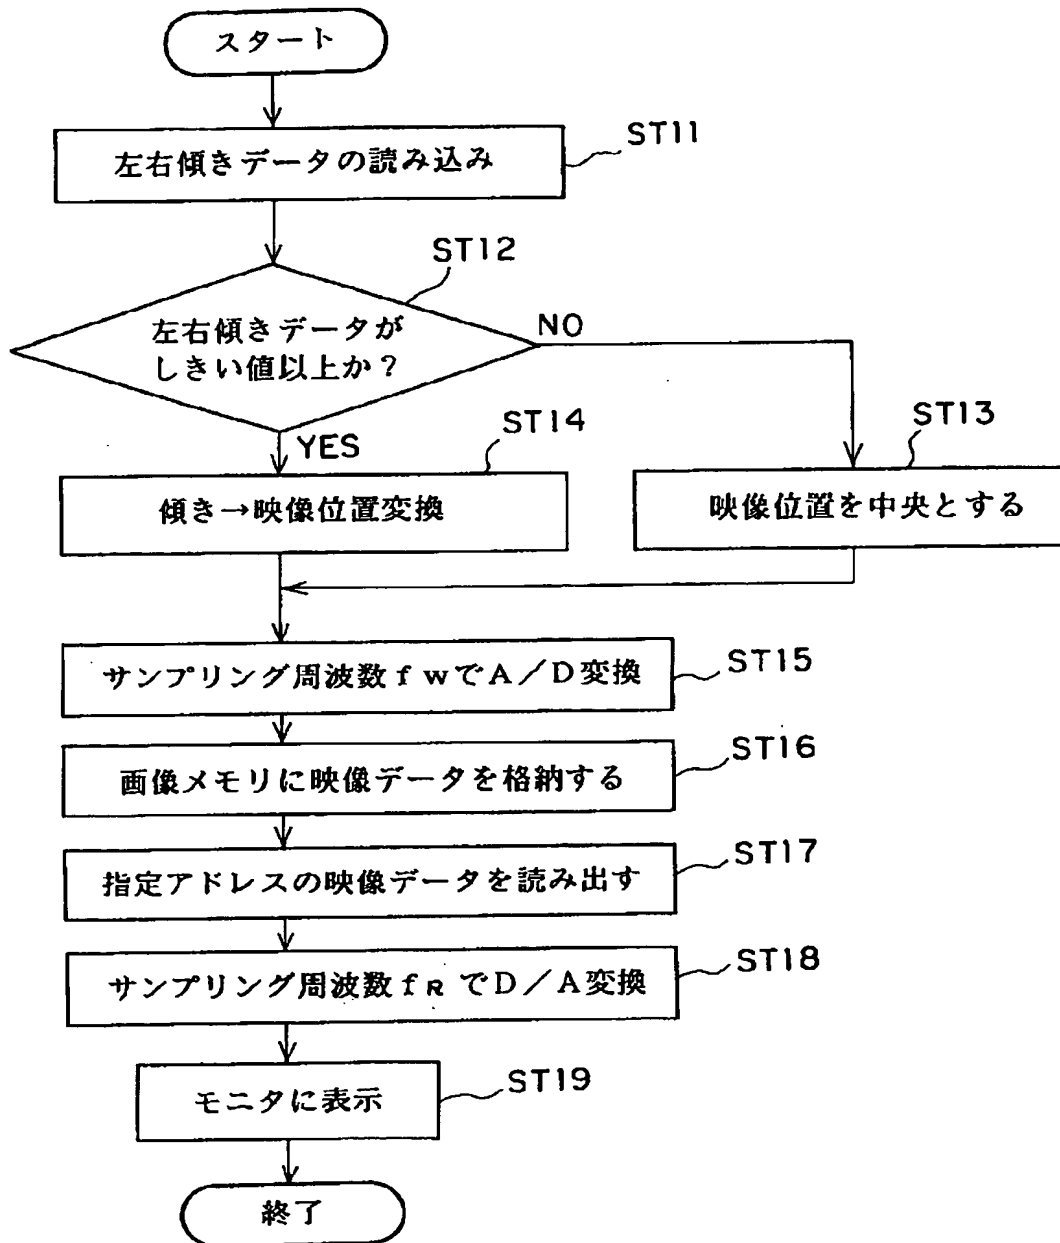 スタート
左右傾きデータの読み込み
ST11
ST12
左右傾きデータが
しきい値以上か?
NO
YES
ST14
傾き→映像位置変換
ST13
映像位置を中央とする
サンプリング周波数fWでA/D変換
ST15
画像メモリに映像データを格納する
ST16
指定アドレスの映像データを読み出す
ST17
サンプリング周波数fRでD/A変換
ST18
モニタに表示
ST19
終了